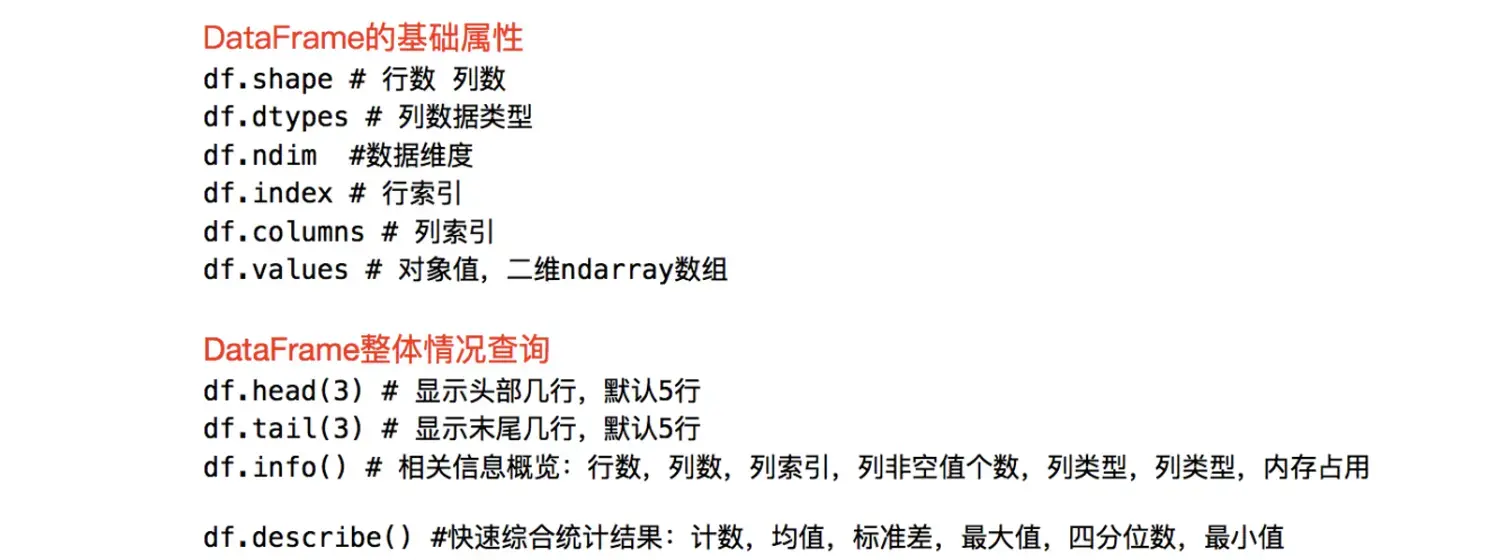 DataFrame的基础属性
df.shape # 行数 列数
df.dtypes # 列数据类型
df.ndim  #数据维度
df.index # 行索引
df.columns # 列索引
df.values # 对象值，二维ndarray数组
DataFrame整体情况查询
df.head(3) # 显示头部几行，默认5行
df.tail(3) # 显示末尾几行，默认5行
df.info() # 相关信息概览：行数，列数，列索引，列非空值个数，列类型，列类型，内存占用
df.describe() #快速综合统计结果：计数，均值，标准差，最大值，四分位数，最小值